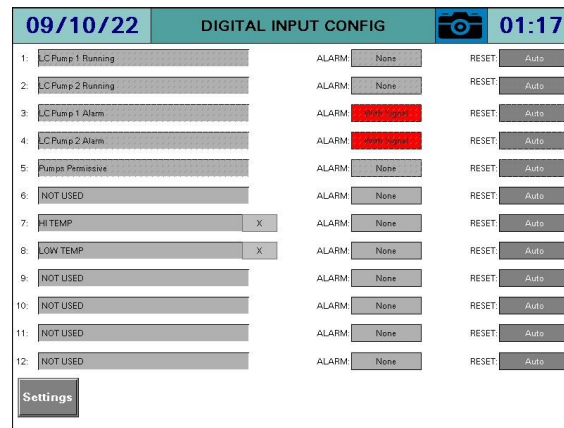 09/10/22 DIGITAL INPUT CONFIG 01:17
1: LC Pump 1 Running ALARM: None RESET: Auto
2: LC Pump 2 Running ALARM: None RESET: Auto
3: LC Pump 1 Alarm ALARM: With Signal RESET: Auto
4: LC Pump 2 Alarm ALARM: With Signal RESET: Auto
5: Pumps Permissive ALARM: None RESET: Auto
6: NOT USED ALARM: None RESET: Auto
7: HI TEMP X ALARM: None RESET: Auto
8: LOW TEMP X ALARM: None RESET: Auto
9: NOT USED ALARM: None RESET: Auto
10: NOT USED ALARM: None RESET: Auto
11: NOT USED ALARM: None RESET: Auto
12: NOT USED ALARM: None RESET: Auto
Settings